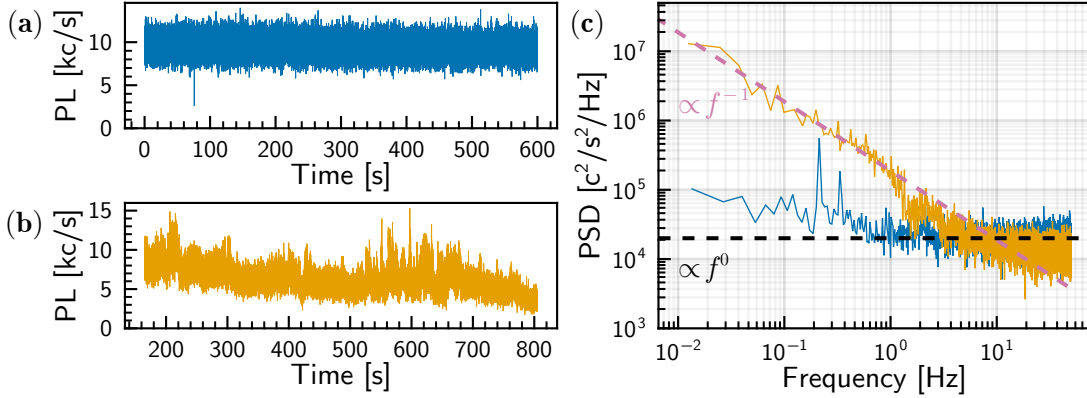 (a)
PL [kc/s]
10
5
0
0 100 200 300 400 500 600
Time [s]
(b)
PL [kc/s]
15
10
5
0
200 300 400 500 600 700 800
Time [s]
(c)
PSD [c²/s²/Hz]
10⁷
10⁶
10⁵
10⁴
10³
∝ f⁻¹
∝ f⁰
10⁻² 10⁻¹ 10⁰ 10¹
Frequency [Hz]